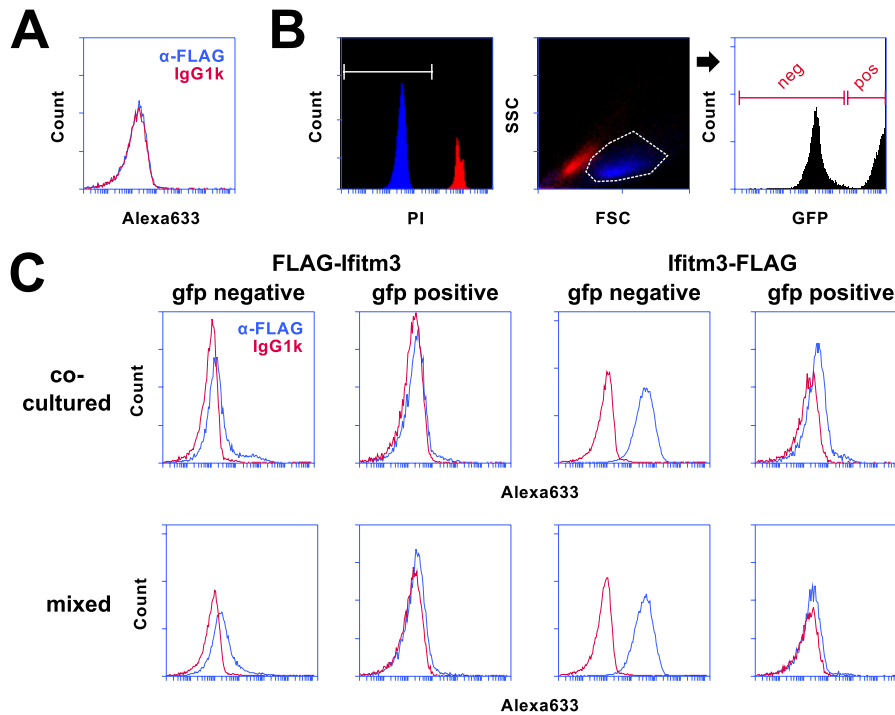 A
α-FLAG
IgG1k
Count
Alexa633
B
Count
PI
SSC
FSC
Count
neg
pos
GFP
C
FLAG-Ifitm3
Ifitm3-FLAG
gfp negative
gfp positive
gfp negative
gfp positive
co-
cultured
Count
α-FLAG
IgG1k
Alexa633
mixed
Count
Alexa633